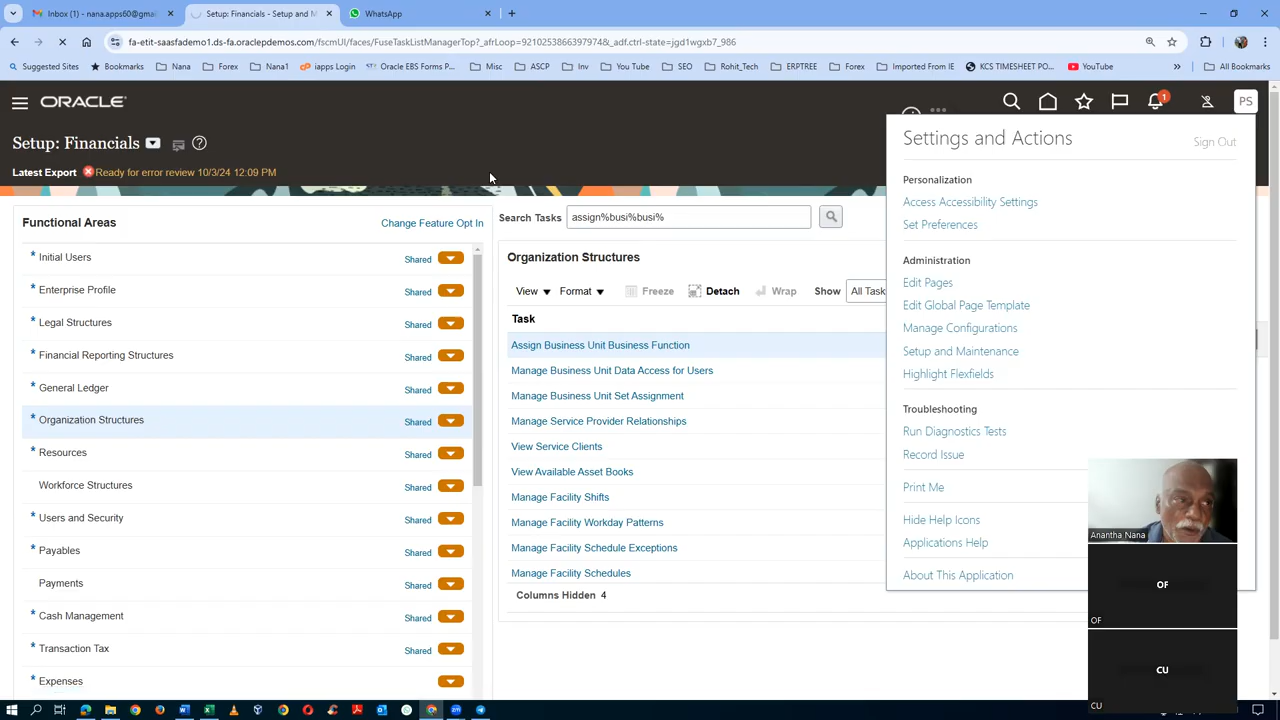 Inbox (1) - nana.apps60@gmai
Setup: Financials - Setup and M
WhatsApp
fa-etit-saasfademo1.ds-fa.oraclepdemos.com/fscmUI/faces/FuseTaskListManagerTop?_afrLoop=92102538663979748&_adf.ctrl-state=jgd1wgxb7_986
Suggested Sites
Bookmarks
Nana
Forex
Nana1
iapps Login
Oracle EBS Forms P...
Misc
ASCP
Inv
You Tube
SEO
Rohit_Tech
ERPTREE
Forex
Imported From IE
KCS TIMESHEET PO...
YouTube
All Bookmarks
ORACLE
1
PS
Setup: Financials
Latest Export
Ready for error review 10/3/24 12:09 PM
Settings and Actions
Sign Out
Personalization
Access Accessibility Settings
Set Preferences
Administration
Edit Pages
Edit Global Page Template
Manage Configurations
Setup and Maintenance
Highlight Flexfields
Troubleshooting
Run Diagnostics Tests
Record Issue
Print Me
Hide Help Icons
Applications Help
About This Application
Functional Areas
Change Feature Opt In
* Initial Users Shared
* Enterprise Profile Shared
* Legal Structures Shared
* Financial Reporting Structures Shared
* General Ledger Shared
* Organization Structures Shared
* Resources Shared
Workforce Structures Shared
* Users and Security Shared
* Payables Shared
Payments Shared
* Cash Management Shared
* Transaction Tax Shared
* Expenses
Search Tasks
assign%busi%busi%
Organization Structures
View
Format
Freeze
Detach
Wrap
Show
All Task
Task
Assign Business Unit Business Function
Manage Business Unit Data Access for Users
Manage Business Unit Set Assignment
Manage Service Provider Relationships
View Service Clients
View Available Asset Books
Manage Facility Shifts
Manage Facility Workday Patterns
Manage Facility Schedule Exceptions
Manage Facility Schedules
Columns Hidden 4
Anantha Nana
OF
OF
CU
CU